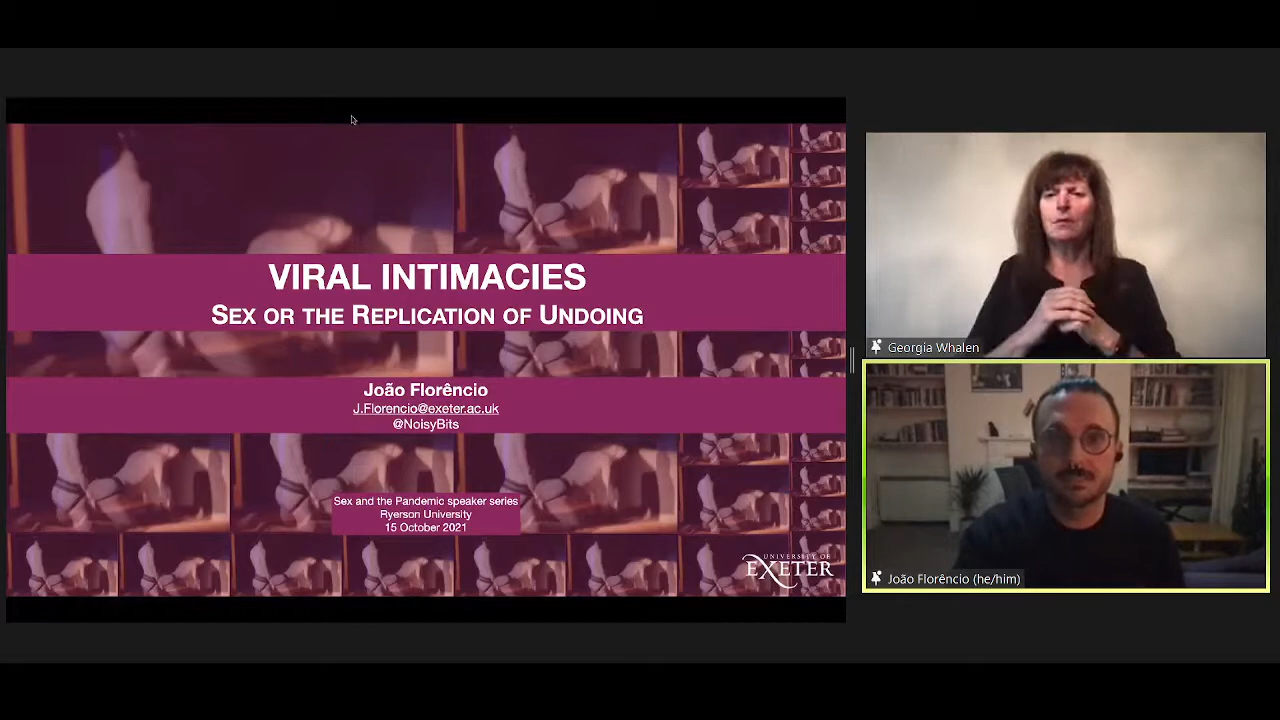 VIRAL INTIMACIES
SEX OR THE REPLICATION OF UNDOING
João Florêncio
J.Florencio@exeter.ac.uk
@NoisyBits
Sex and the Pandemic speaker series
Ryerson University
15 October 2021
UNIVERSITY OF
EXETER
Georgia Whalen
João Florêncio (he/him)